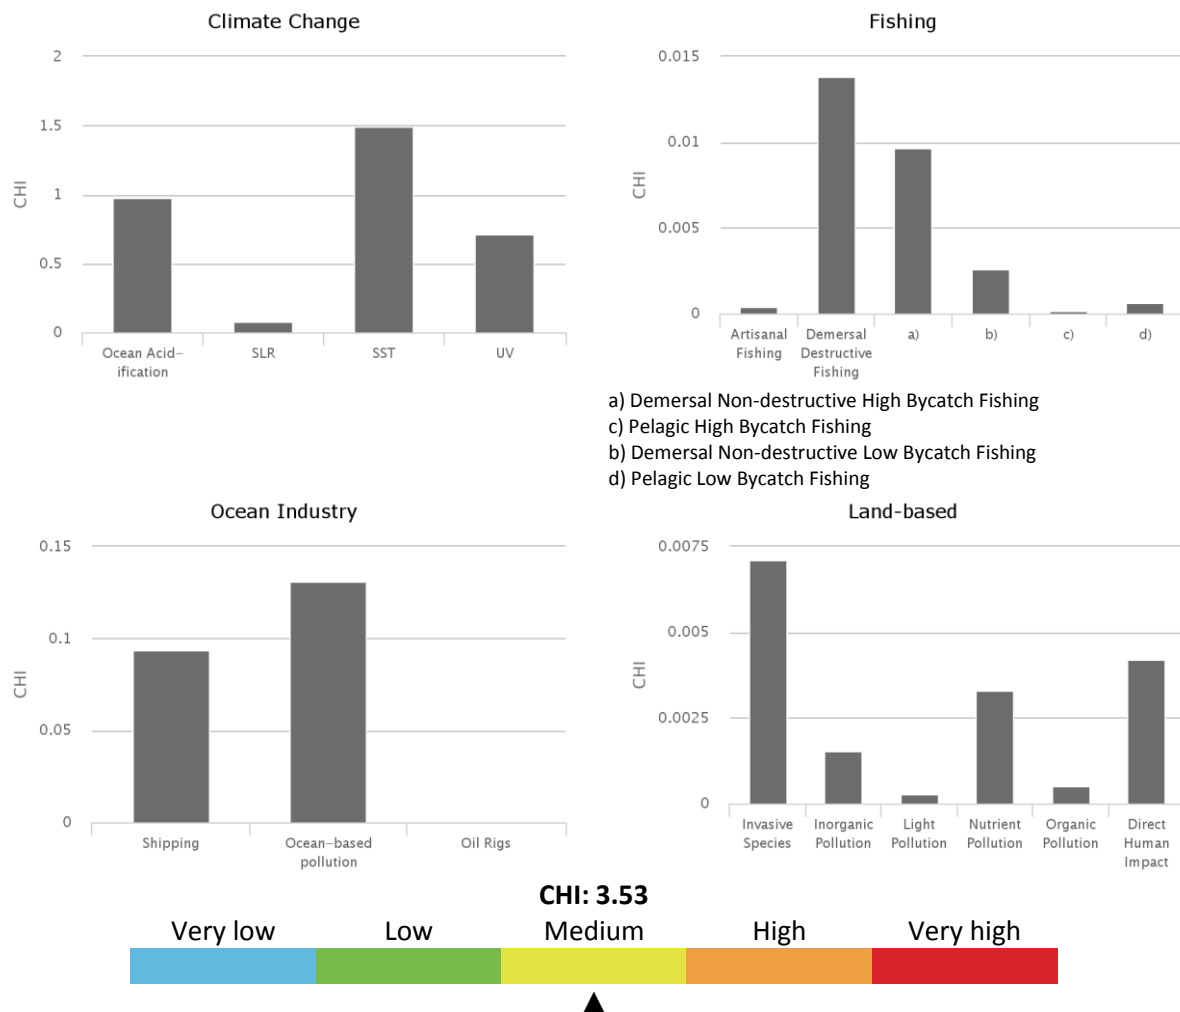 Climate Change
2
1.5
1
0.5
0
CHI
Ocean Acid–
ification
SLR
SST
UV
Fishing
0.015
0.01
0.005
0
CHI
Artisanal
Fishing
Demersal
Destructive
Fishing
a)
b)
c)
d)
a) Demersal Non-destructive High Bycatch Fishing
c) Pelagic High Bycatch Fishing
b) Demersal Non-destructive Low Bycatch Fishing
d) Pelagic Low Bycatch Fishing
Ocean Industry
0.15
0.1
0.05
0
CHI
Shipping
Ocean–based
pollution
Oil Rigs
Land-based
0.0075
0.005
0.0025
0
CHI
Invasive
Species
Inorganic
Pollution
Light
Pollution
Nutrient
Pollution
Organic
Pollution
Direct
Human
Impact
CHI: 3.53
Very low
Low
Medium
High
Very high